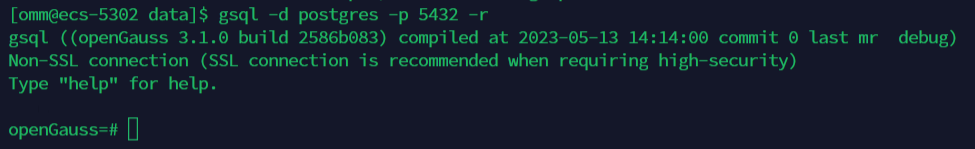 [omm@ecs-5302 data]$ gsql -d postgres -p 5432 -r
gsql ((openGauss 3.1.0 build 2586b083) compiled at 2023-05-13 14:14:00 commit 0 last mr  debug)
Non-SSL connection (SSL connection is recommended when requiring high-security)
Type "help" for help.
openGauss=#